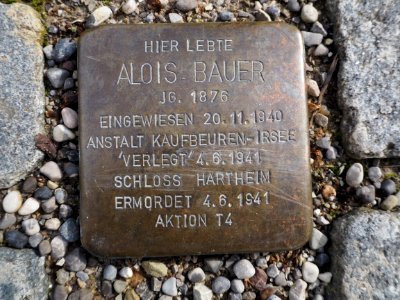 HIER LEBTE
ALOIS BAUER
JG. 1876
EINGEWIESEN 20.11.1940
ANSTALT KAUFBEUREN-IRSEE
'VERLEGT' 4.6.1941
SCHLOSS HARTHEIM
ERMORDET 4.6.1941
AKTION T4